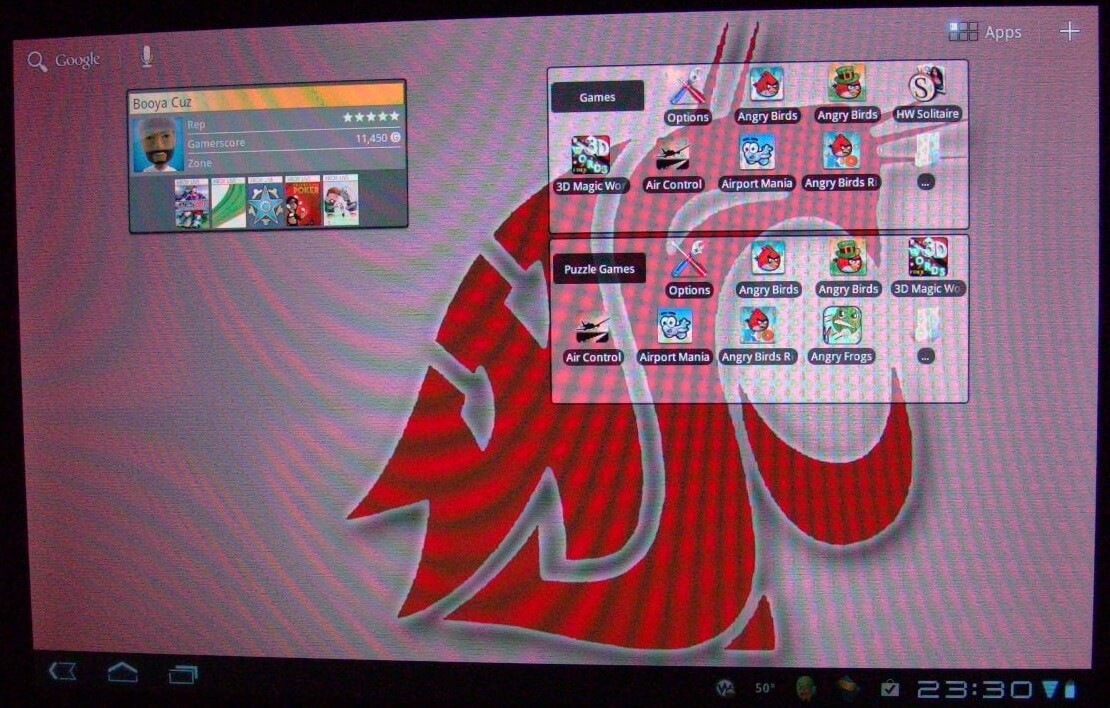 Google
Apps
Booya Cuz
Rep
Gamerscore 11,450 G
Zone
POKER
Games
Options
Angry Birds
Angry Birds
HW Solitaire
3D Magic Wo
Air Control
Airport Mania
Angry Birds Ri
...
Puzzle Games
Options
Angry Birds
Angry Birds
3D Magic Wo
Air Control
Airport Mania
Angry Birds Ri
Angry Frogs
...
50°
23:30